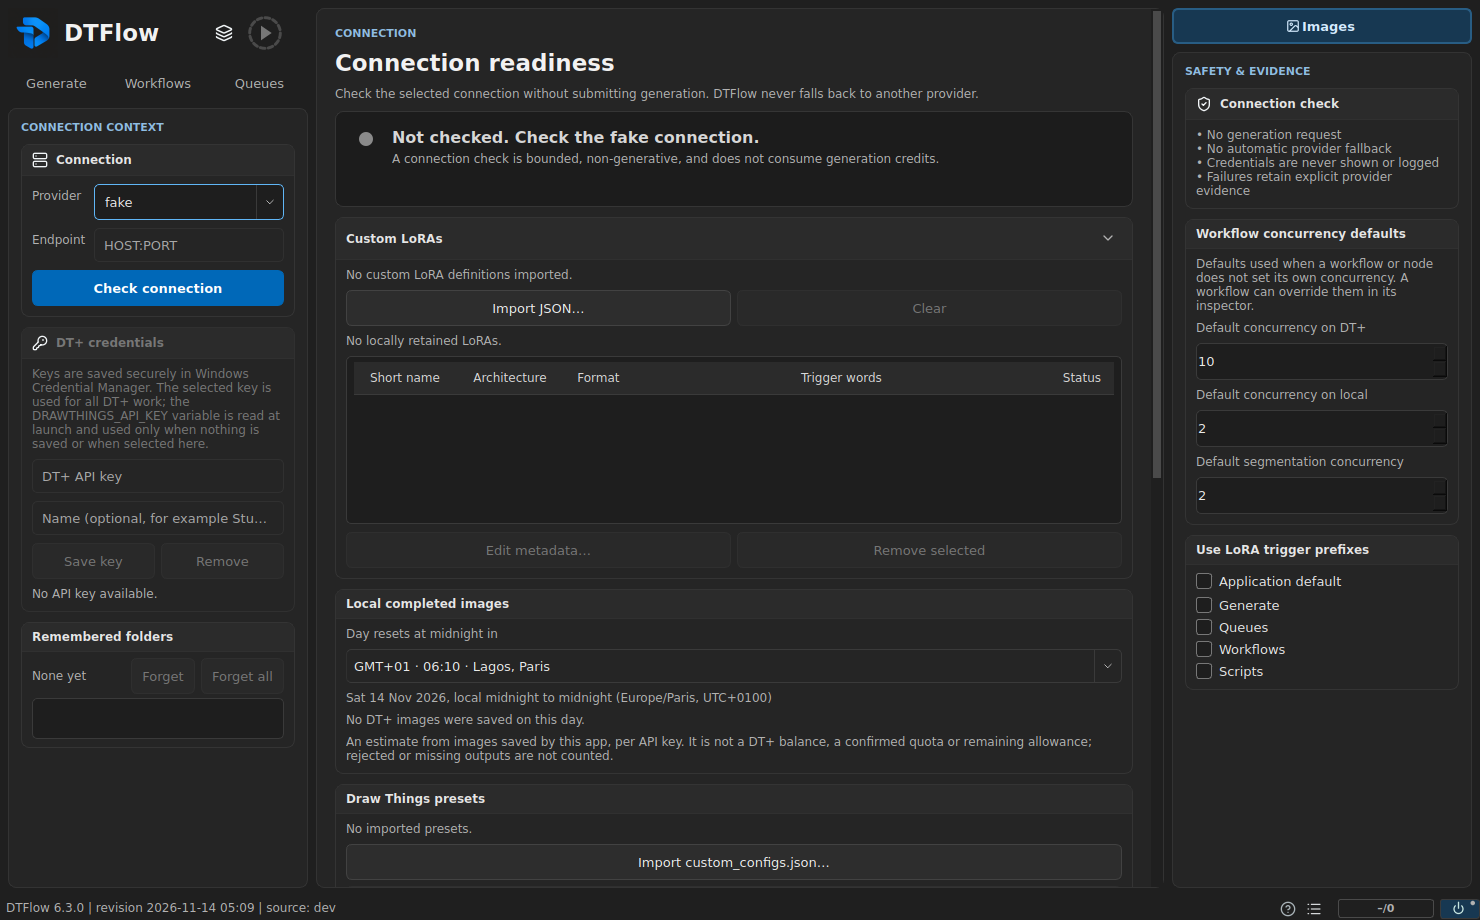 DTFlow
Generate
Workflows
Queues
CONNECTION CONTEXT
Connection
Provider
fake
Endpoint
HOST:PORT
Check connection
DT+ credentials
Keys are saved securely in Windows
Credential Manager. The selected key is
used for all DT+ work; the
DRAWTHINGS_API_KEY variable is read at
launch and used only when nothing is
saved or when selected here.
DT+ API key
Name (optional, for example Stu...
Save key
Remove
No API key available.
Remembered folders
None yet
Forget
Forget all
CONNECTION
Connection readiness
Check the selected connection without submitting generation. DTFlow never falls back to another provider.
Not checked. Check the fake connection.
A connection check is bounded, non-generative, and does not consume generation credits.
Custom LoRAs
No custom LoRA definitions imported.
Import JSON...
Clear
No locally retained LoRAs.
Short name
Architecture
Format
Trigger words
Status
Edit metadata...
Remove selected
Local completed images
Day resets at midnight in
GMT+01 · 06:10 · Lagos, Paris
Sat 14 Nov 2026, local midnight to midnight (Europe/Paris, UTC+0100)
No DT+ images were saved on this day.
An estimate from images saved by this app, per API key. It is not a DT+ balance, a confirmed quota or remaining allowance;
rejected or missing outputs are not counted.
Draw Things presets
No imported presets.
Import custom_configs.json...
Images
SAFETY & EVIDENCE
Connection check
• No generation request
• No automatic provider fallback
• Credentials are never shown or logged
• Failures retain explicit provider
evidence
Workflow concurrency defaults
Defaults used when a workflow or node
does not set its own concurrency. A
workflow can override them in its
inspector.
Default concurrency on DT+
10
Default concurrency on local
2
Default segmentation concurrency
2
Use LoRA trigger prefixes
Application default
Generate
Queues
Workflows
Scripts
DTFlow 6.3.0 | revision 2026-11-14 05:09 | source: dev
–/0